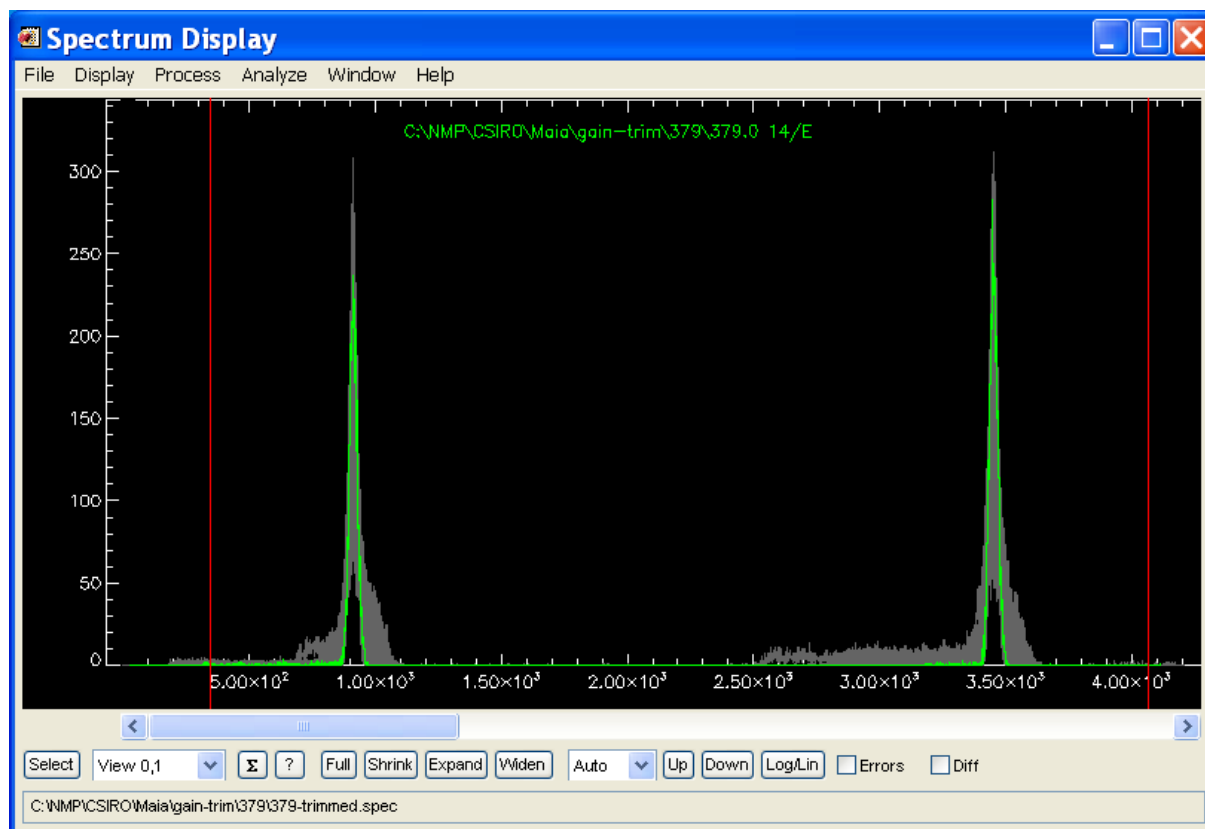 Spectrum Display
File Display Process Analyze Window Help
C:\NMP\CSIRO\Maia\gain-trim\379\379.0 14/E
300
250
200
150
100
50
0
5.00×10² 1.00×10³ 1.50×10³ 2.00×10³ 2.50×10³ 3.00×10³ 3.50×10³ 4.00×10³
Select View 0,1 Σ ? Full Shrink Expand Widen Auto Up Down Log/Lin Errors Diff
C:\NMP\CSIRO\Maia\gain-trim\379\379-trimmed.spec